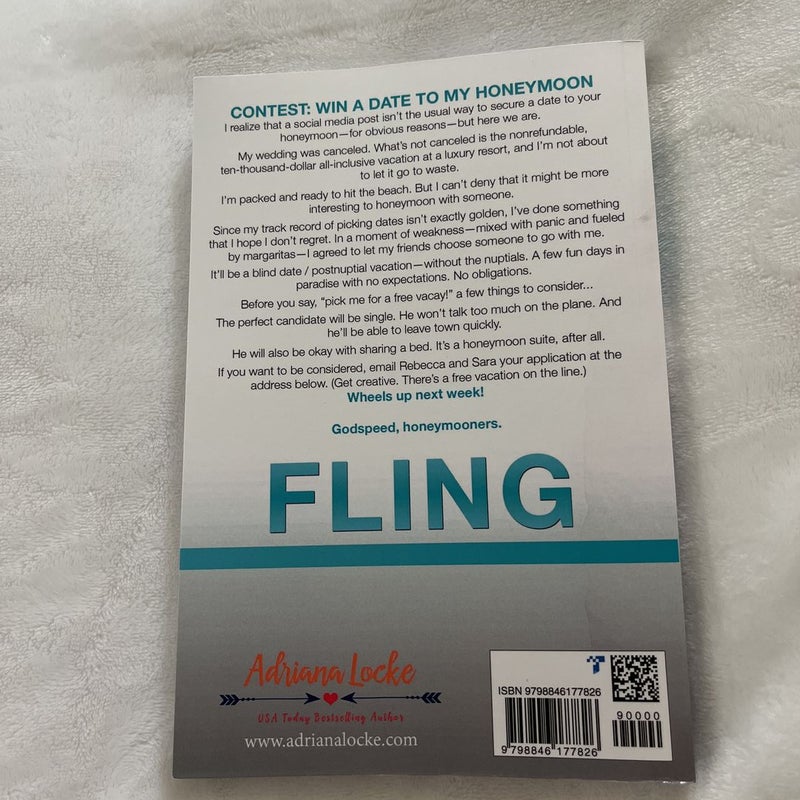 CONTEST: WIN A DATE TO MY HONEYMOON
I realize that a social media post isn't the usual way to secure a date to your
honeymoon—for obvious reasons—but here we are.
My wedding was canceled. What's not canceled is the nonrefundable,
ten-thousand-dollar all-inclusive vacation at a luxury resort, and I'm not about
to let it go to waste.
I'm packed and ready to hit the beach. But I can't deny that it might be more
interesting to honeymoon with someone.
Since my track record of picking dates isn't exactly golden, I've done something
that I hope I don't regret. In a moment of weakness—mixed with panic and fueled
by margaritas—I agreed to let my friends choose someone to go with me.
It'll be a blind date / postnuptial vacation—without the nuptials. A few fun days in
paradise with no expectations. No obligations.
Before you say, "pick me for a free vacay!" a few things to consider...
The perfect candidate will be single. He won't talk too much on the plane. And
he'll be able to leave town quickly.
He will also be okay with sharing a bed. It's a honeymoon suite, after all.
If you want to be considered, email Rebecca and Sara your application at the
address below. (Get creative. There's a free vacation on the line.)
Wheels up next week!
Godspeed, honeymooners.
FLING
Adriana Locke
USA Today Bestselling Author
www.adrianalocke.com
ISBN 9798846177826
90000
9 798846 177826